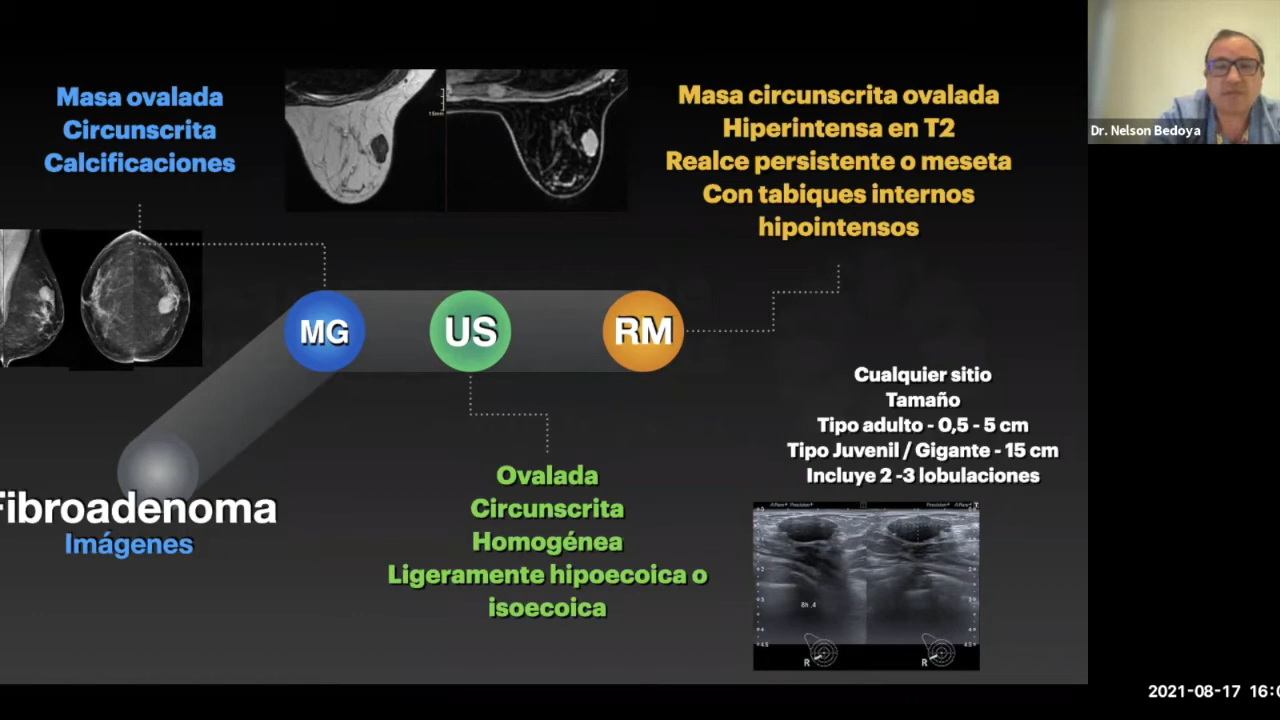 Masa ovalada
Circunscrita
Calcificaciones
Masa circunscrita ovalada
Hiperintensa en T2
Realce persistente o meseta
Con tabiques internos
hipointensos
Dr. Nelson Bedoya
MG
US
RM
Cualquier sitio
Tamaño
Tipo adulto - 0,5 - 5 cm
Tipo Juvenil / Gigante - 15 cm
Incluye 2 -3 lobulaciones
Fibroadenoma
Imágenes
Ovalada
Circunscrita
Homogénea
Ligeramente hipoecoica o
isoecoica
8h .4
R
R
2021-08-17 16:0